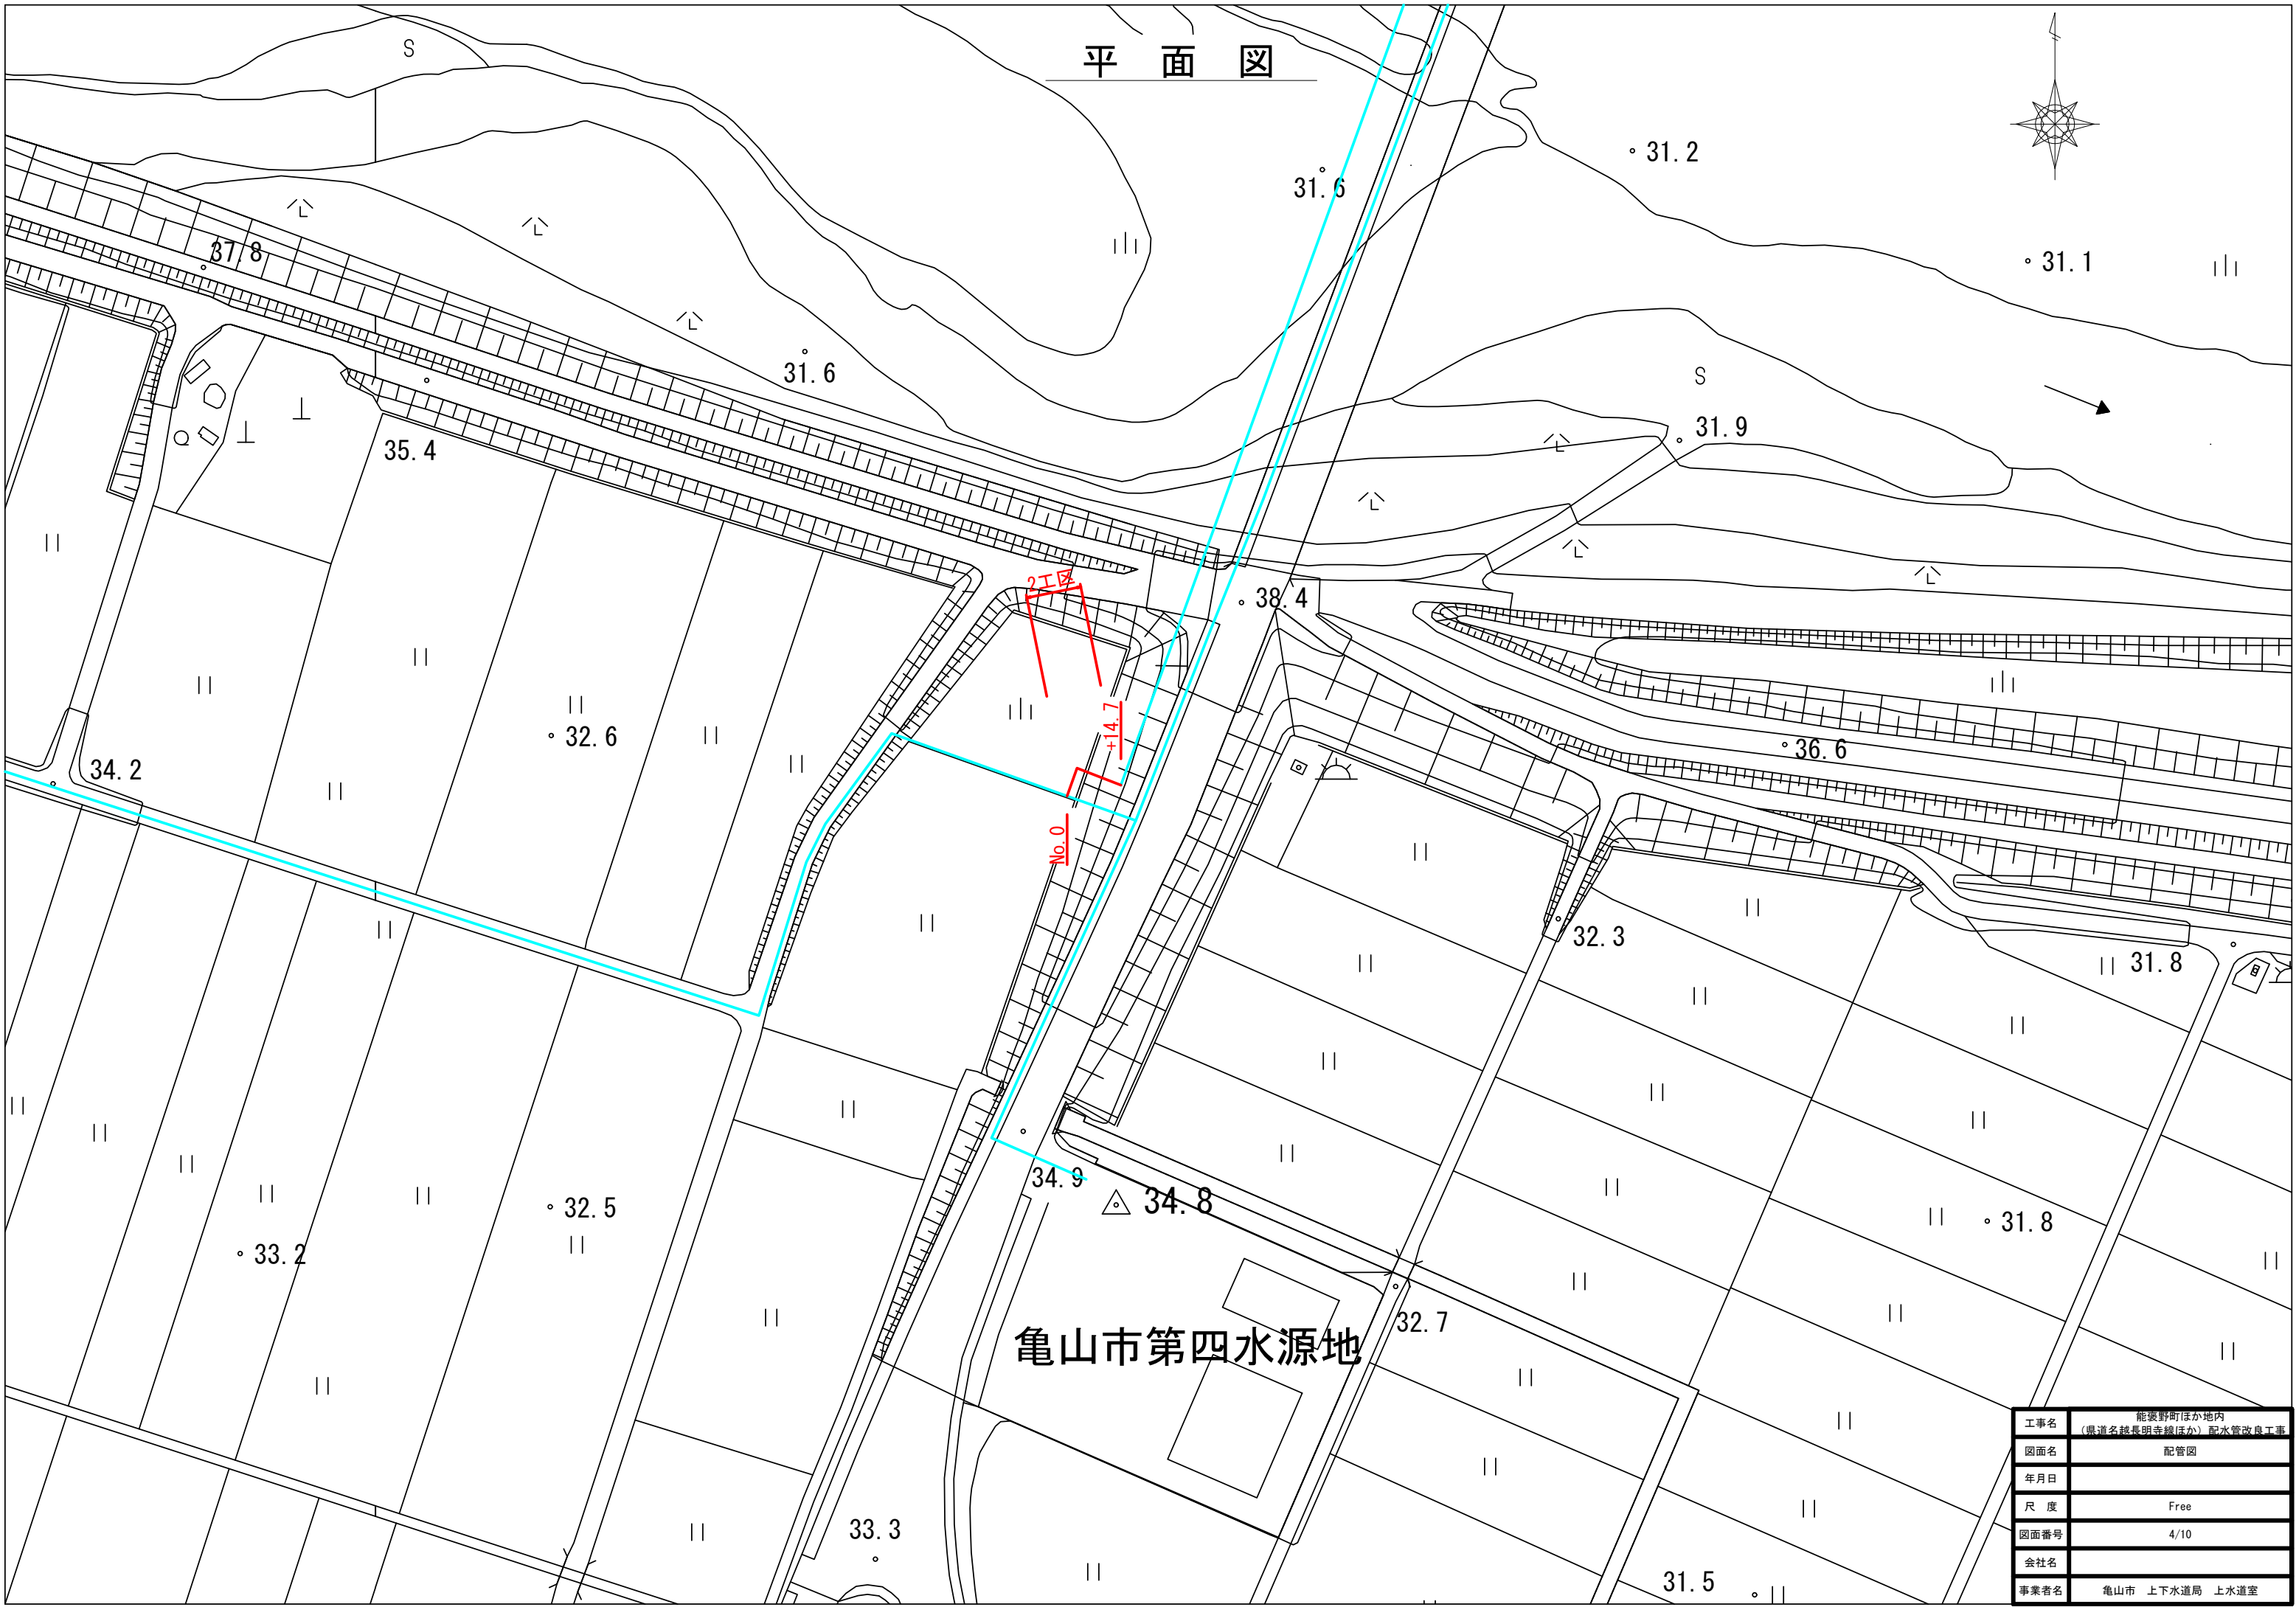 平 面 図
S
31.2
31.6
31.1
37.8
31.6
S
31.9
35.4
2工区
38.4
+14.7
32.6
36.6
34.2
No.0
32.3
31.8
34.9
34.8
32.5
31.8
33.2
32.7
亀山市第四水源地
33.3
31.5
工事名 能褒野町ほか地内
(県道名越長明寺線ほか) 配水管改良工事
図面名 配管図
年月日
尺 度 Free
図面番号 4/10
会社名
事業者名 亀山市 上下水道局 上水道室